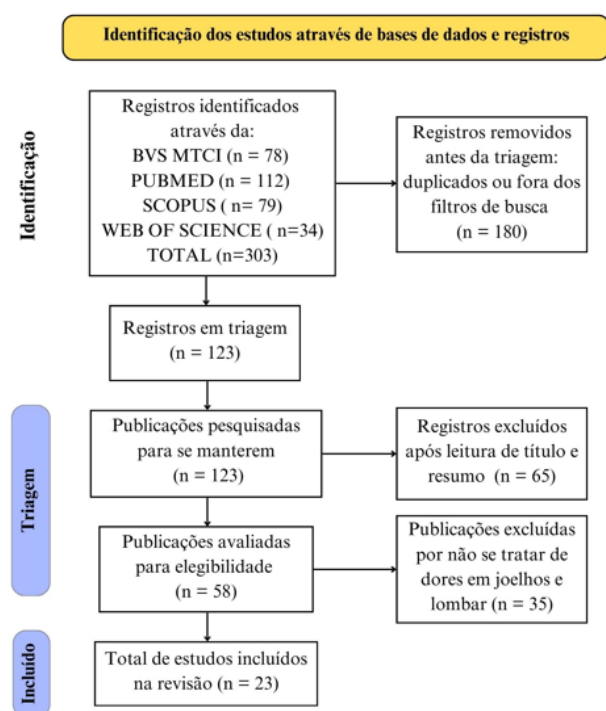 Identificação dos estudos através de bases de dados e registros
Identificação
Registros identificados
através da:
BVS MTCI (n = 78)
PUBMED (n = 112)
SCOPUS (n = 79)
WEB OF SCIENCE ( n=34)
TOTAL (n=303)
Registros removidos
antes da triagem:
duplicados ou fora dos
filtros de busca
(n = 180)
Registros em triagem
(n = 123)
Triagem
Publicações pesquisadas
para se manterem
(n = 123)
Registros excluídos
após leitura de título e
resumo (n = 65)
Publicações avaliadas
para elegibilidade
(n = 58)
Publicações excluídas
por não se tratar de
dores em joelhos e
lombar (n = 35)
Incluído
Total de estudos incluídos
na revisão (n = 23)